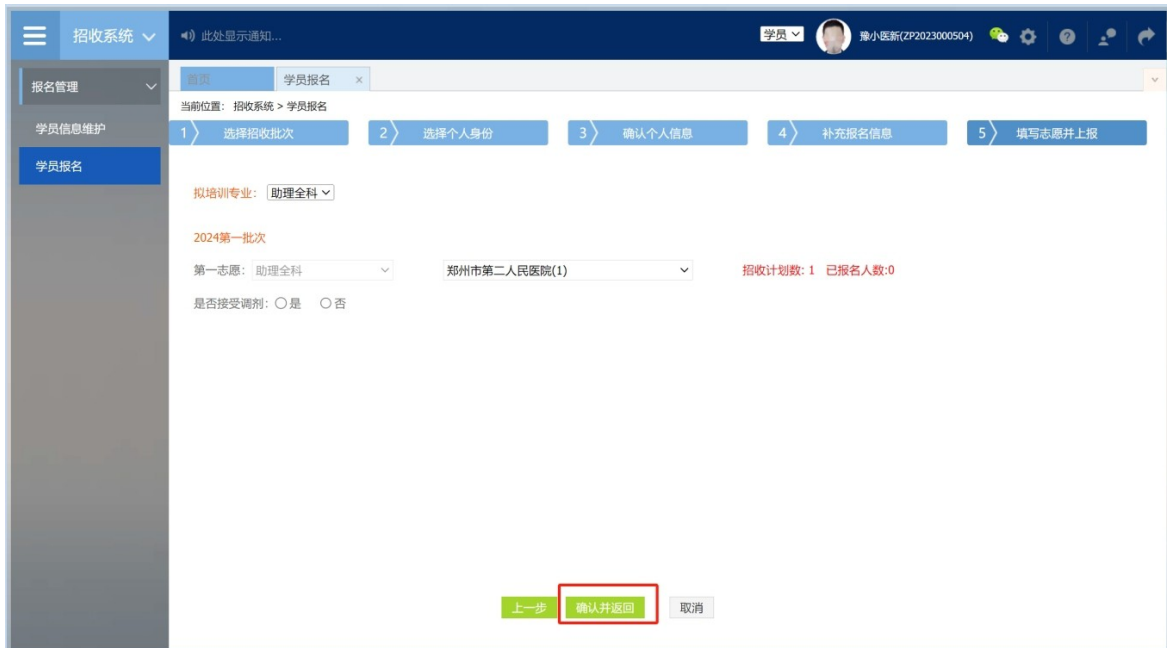 招收系统
此处显示通知...
学员
豫小医新(ZP2023000504)
报名管理
学员信息维护
学员报名
首页
学员报名 ×
当前位置: 招收系统 > 学员报名
1 选择招收批次
2 选择个人身份
3 确认个人信息
4 补充报名信息
5 填写志愿并上报
拟培训专业: 助理全科
2024第一批次
第一志愿: 助理全科 郑州市第二人民医院(1) 招收计划数: 1 已报名人数:0
是否接受调剂: 是 否
上一步 确认并返回 取消